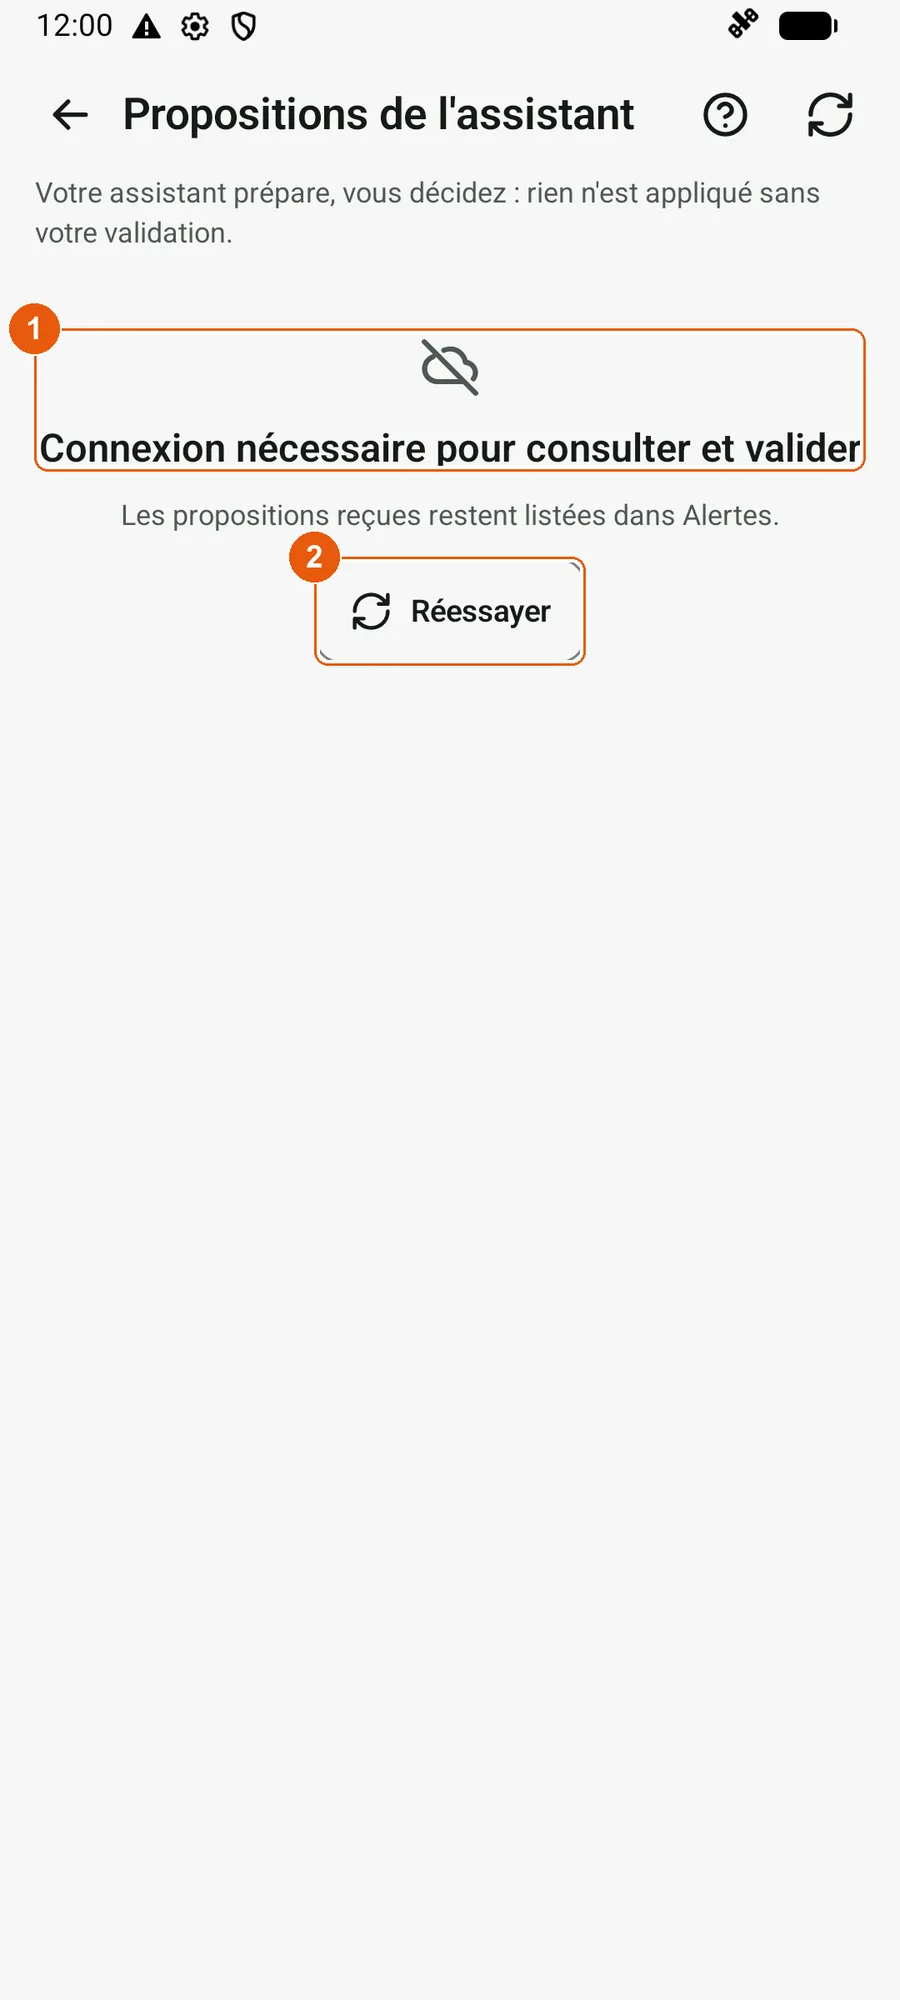 12:00
Propositions de l'assistant
Votre assistant prépare, vous décidez : rien n'est appliqué sans
votre validation.
1
Connexion nécessaire pour consulter et valider
Les propositions reçues restent listées dans Alertes.
2
Réessayer